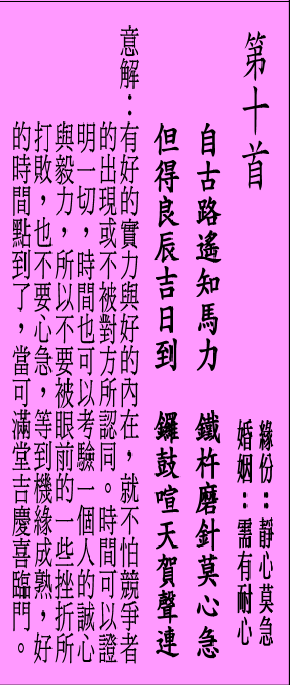 第十首
緣份：靜心莫急
婚姻：需有耐心
自古路遙知馬力　鐵杵磨針莫心急
但得良辰吉日到　鑼鼓喧天賀聲連
意解：有好的實力與好的內在，就不怕競爭者
的出現或不被對方所認同。時間可以證
明一切，時間也可以考驗一個人的誠心
與毅力，所以不要被眼前的一些挫折所
打敗，也不要心急，等到機緣成熟，好
的時間點到了，當可滿堂吉慶喜臨門。